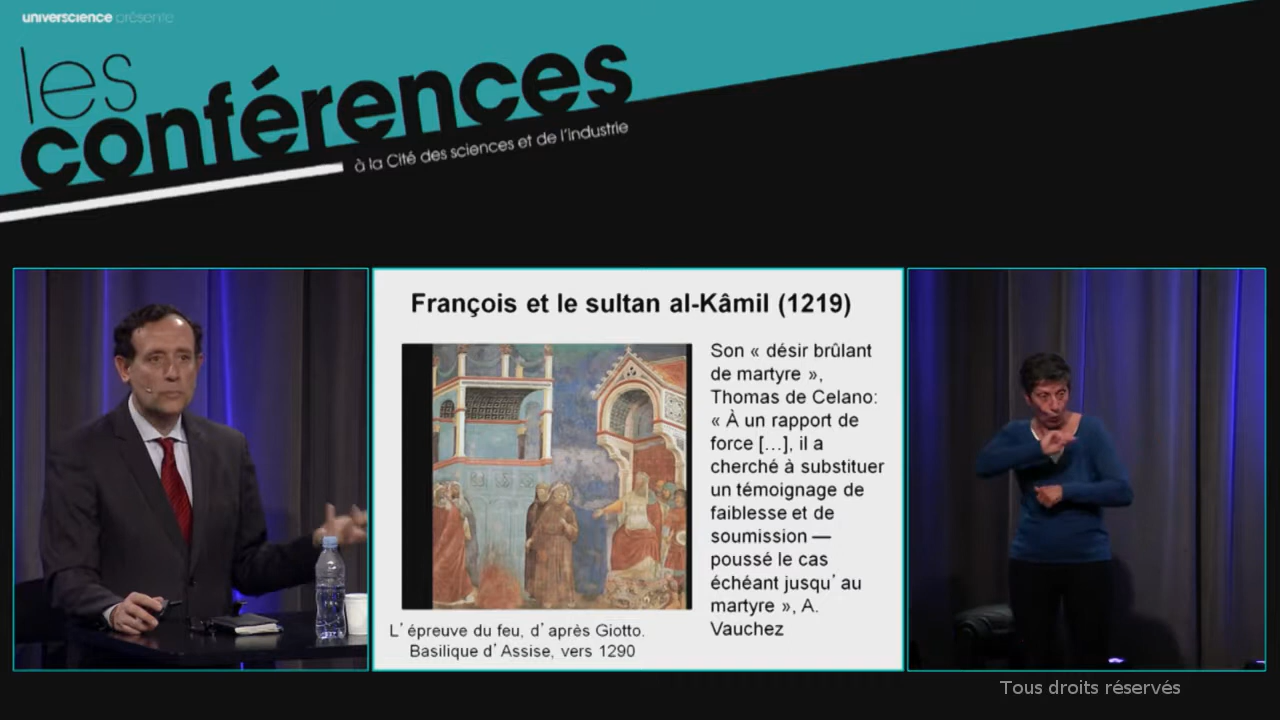 universcience présente
les
conférences
à la Cité des sciences et de l'industrie
François et le sultan al-Kâmil (1219)
Son « désir brûlant
de martyre »,
Thomas de Celano:
« À un rapport de
force […], il a
cherché à substituer
un témoignage de
faiblesse et de
soumission —
poussé le cas
échéant jusqu'au
martyre », A.
Vauchez
L'épreuve du feu, d'après Giotto.
Basilique d'Assise, vers 1290
Tous droits réservés